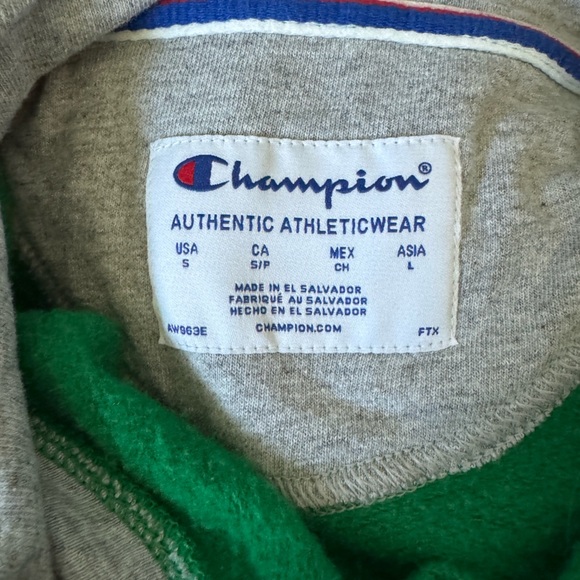 Champion®
AUTHENTIC ATHLETICWEAR
USA CA MEX ASIA
S S/P CH L
MADE IN EL SALVADOR
FABRIQUÉ AU SALVADOR
HECHO EN EL SALVADOR
AW963E CHAMPION.COM FTX